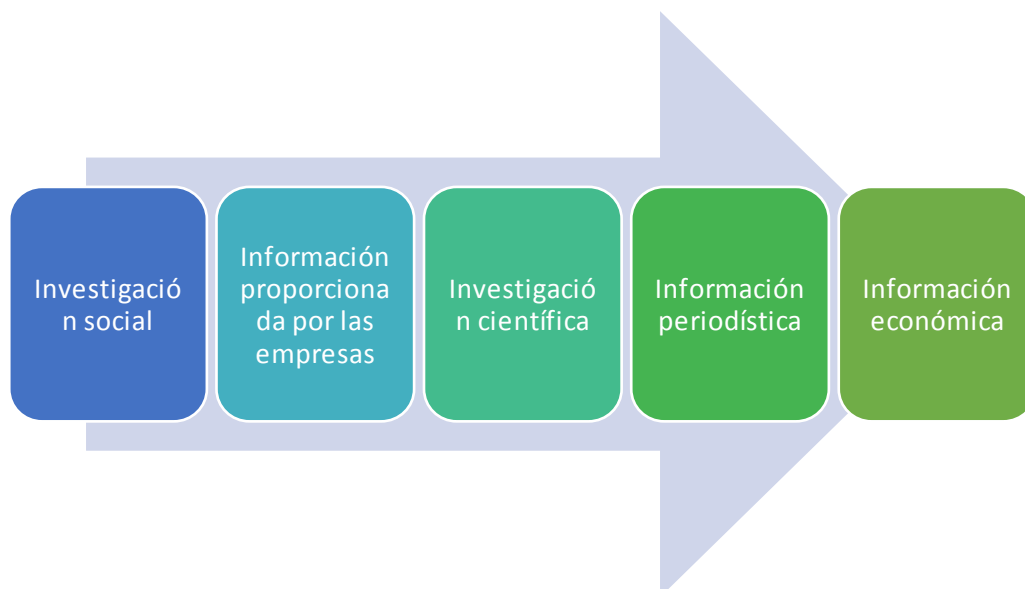 Investigació
n social
Información
proporciona
da por las
empresas
Investigació
n científica
Información
periodística
Información
económica